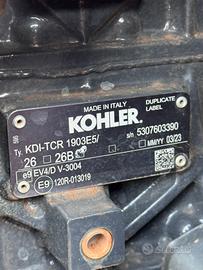 MADE IN ITALY
DUPLICATE
LABEL
KOHLER®
Ty. KDI-TCR 1903E5/ s/n 5307603390
26 26B MM/YY 03/23
e9 EV4/D V-3004
E9 120R-013019
subito